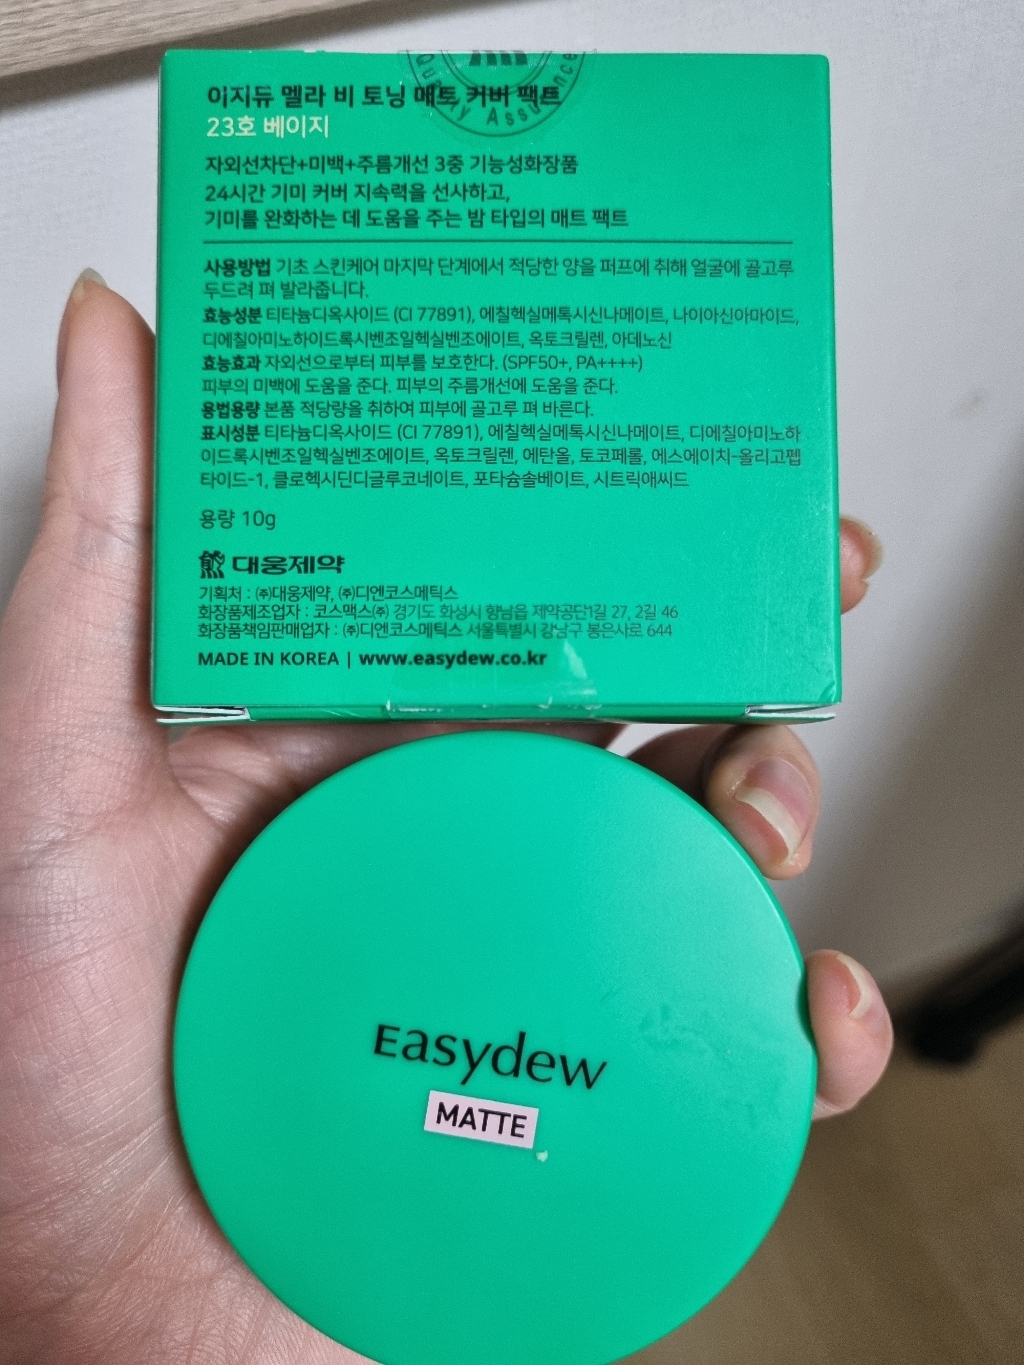 Quality Assurance
이지듀 멜라 비 토닝 매트 커버 팩트
23호 베이지
자외선차단+미백+주름개선 3중 기능성화장품
24시간 기미 커버 지속력을 선사하고,
기미를 완화하는 데 도움을 주는 밤 타입의 매트 팩트
사용방법 기초 스킨케어 마지막 단계에서 적당한 양을 퍼프에 취해 얼굴에 골고루
두드려 펴 발라줍니다.
효능성분 티타늄디옥사이드 (CI 77891), 에칠헥실메톡시신나메이트, 나이아신아마이드,
디에칠아미노하이드록시벤조일헥실벤조에이트, 옥토크릴렌, 아데노신
효능효과 자외선으로부터 피부를 보호한다. (SPF50+, PA++++)
피부의 미백에 도움을 준다. 피부의 주름개선에 도움을 준다.
용법용량 본품 적당량을 취하여 피부에 골고루 펴 바른다.
표시성분 티타늄디옥사이드 (CI 77891), 에칠헥실메톡시신나메이트, 디에칠아미노하
이드록시벤조일헥실벤조에이트, 옥토크릴렌, 에탄올, 토코페롤, 에스에이치-올리고펩
타이드-1, 클로헥시딘디글루코네이트, 포타슘솔베이트, 시트릭애씨드
용량 10g
대웅제약
기획처 : ㈜대웅제약, ㈜디엔코스메틱스
화장품제조업자 : 코스맥스㈜ 경기도 화성시 향남읍 제약공단1길 27, 2길 46
화장품책임판매업자 : ㈜디엔코스메틱스 서울특별시 강남구 봉은사로 644
MADE IN KOREA | www.easydew.co.kr
Easydew
MATTE